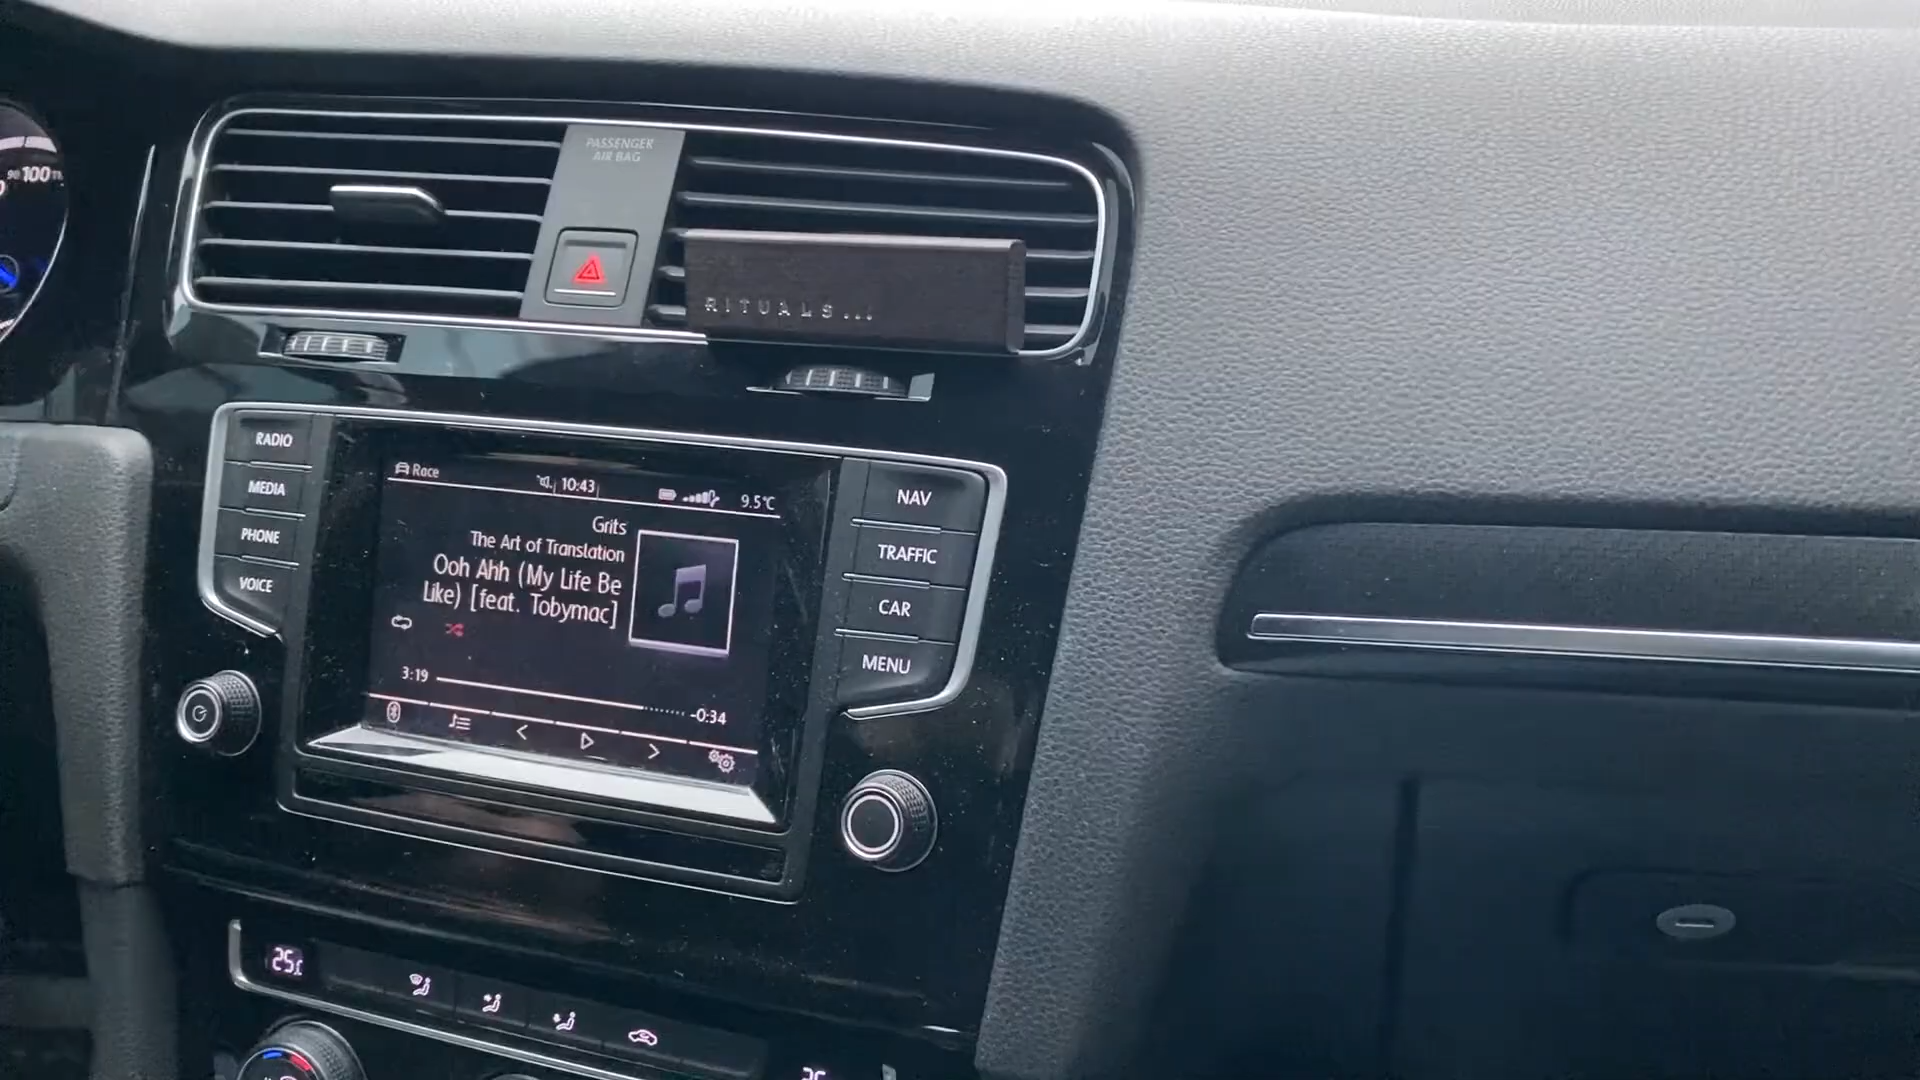 PASSENGER
AIR BAG
100
RITUALS...
RADIO
MEDIA
PHONE
VOICE
Race
10:43
9.5°C
Grits
The Art of Translation
Ooh Ahh (My Life Be
Like) [feat. Tobymac]
3:19
-0:34
NAV
TRAFFIC
CAR
MENU
25